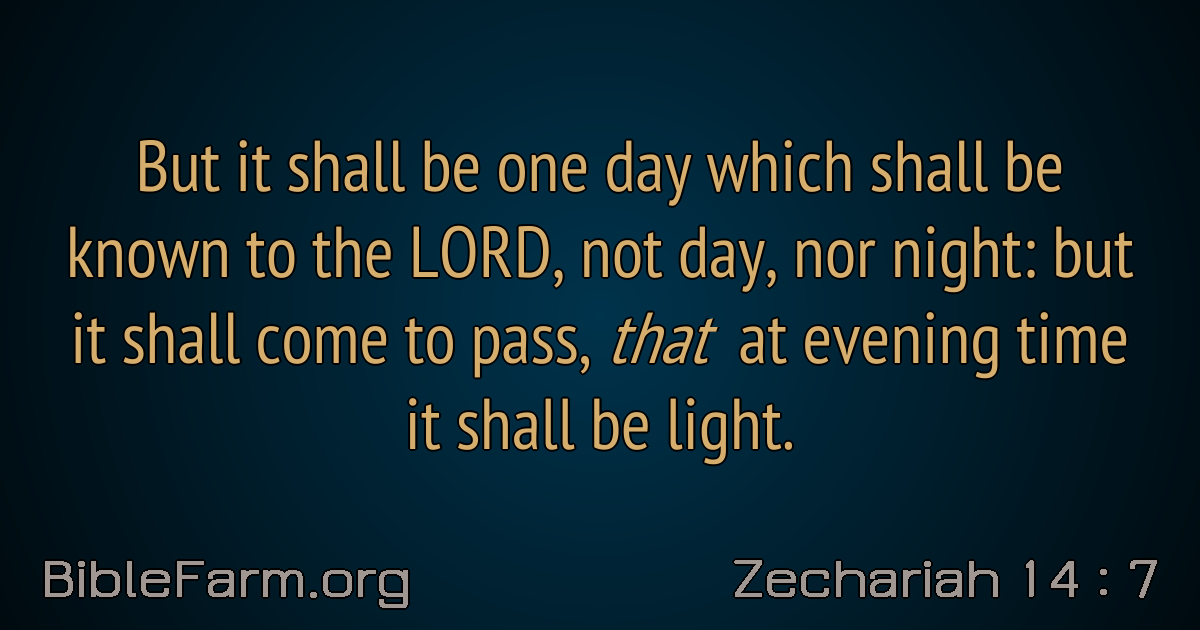 But it shall be one day which shall be
known to the LORD, not day, nor night: but
it shall come to pass, that at evening time
it shall be light.
BibleFarm.org
Zechariah 14 : 7